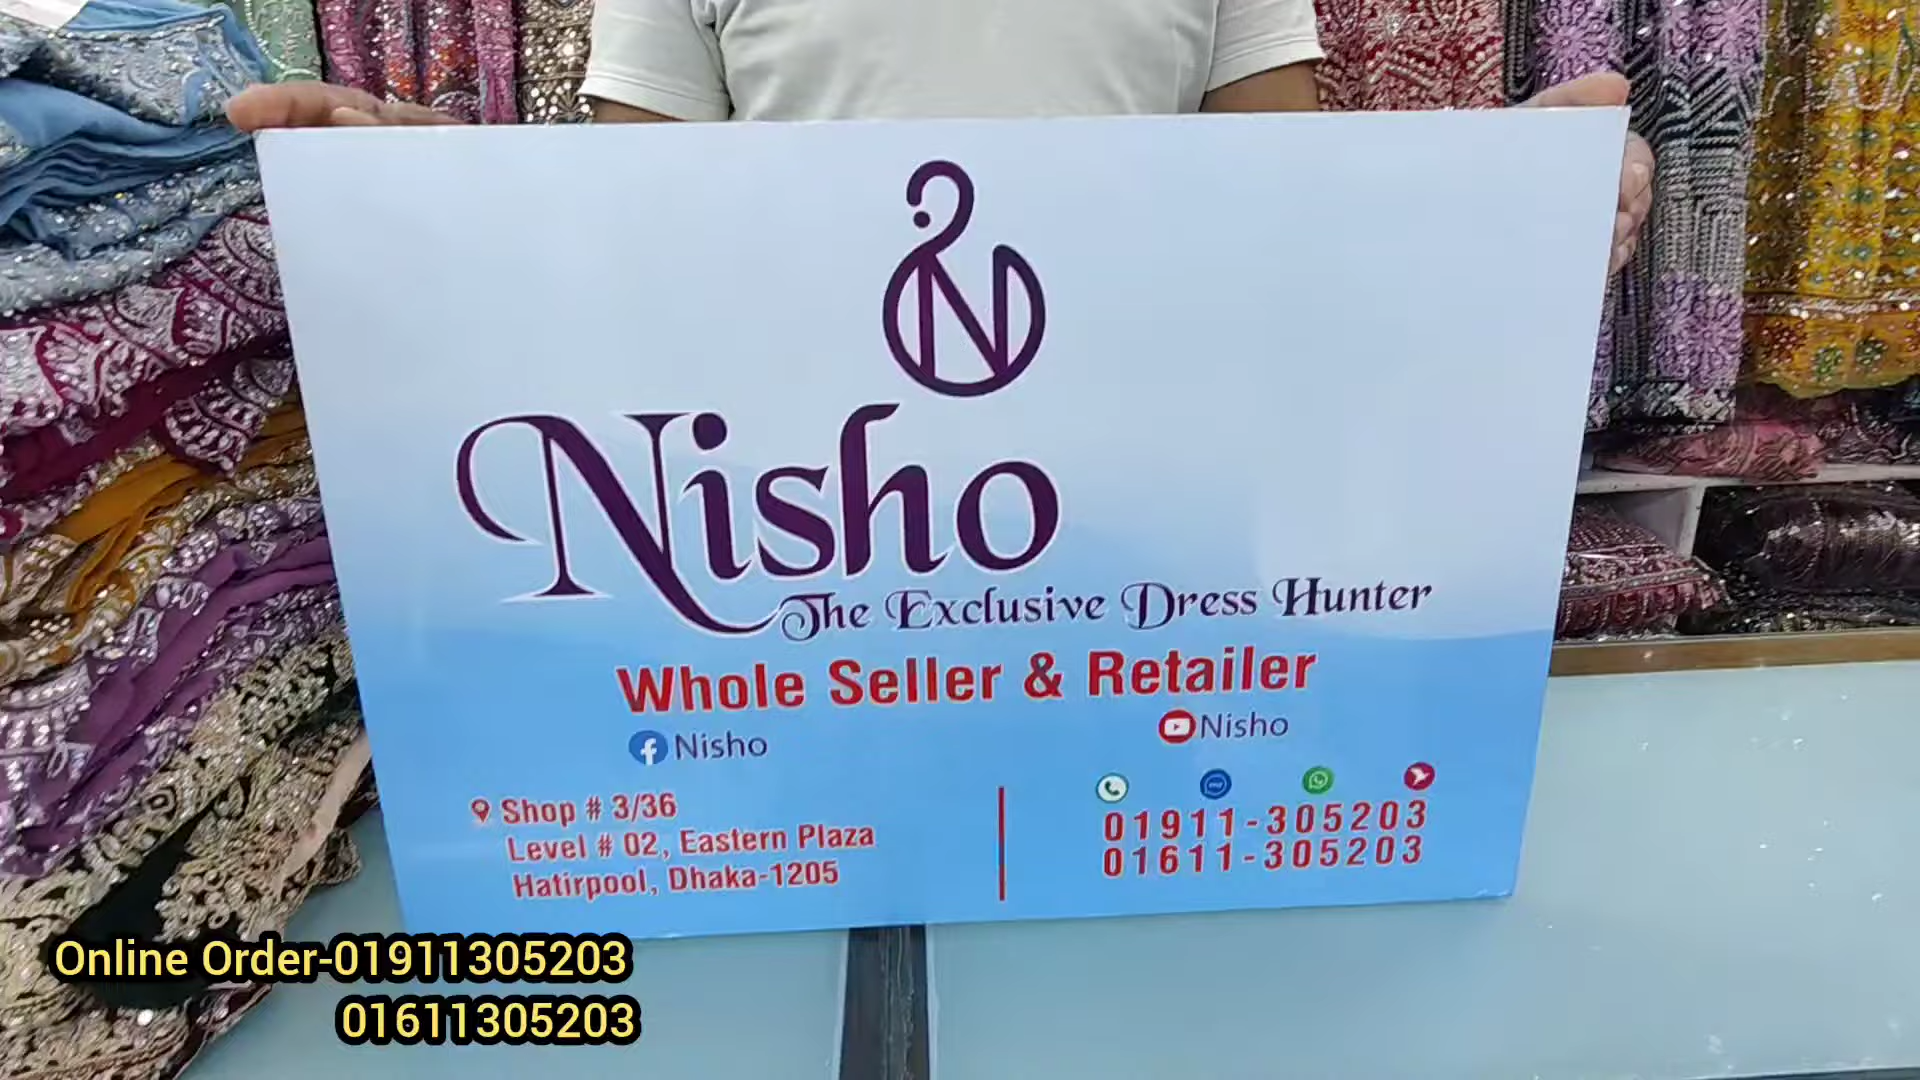 Nisho
The Exclusive Dress Hunter
Whole Seller & Retailer
Nisho
Nisho
Shop # 3/36
Level # 02, Eastern Plaza
Hatirpool, Dhaka-1205
01911-305203
01611-305203
Online Order-01911305203
01611305203